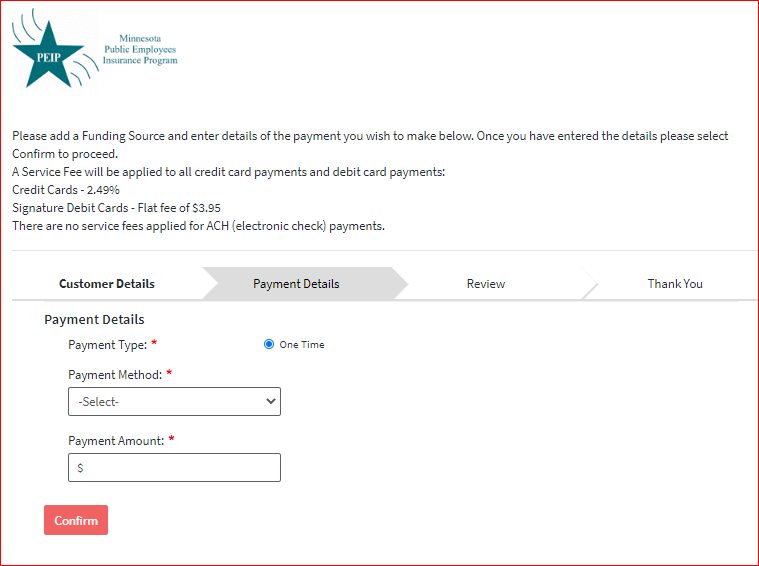 PEIP
Minnesota
Public Employees
Insurance Program
Please add a Funding Source and enter details of the payment you wish to make below. Once you have entered the details please select
Confirm to proceed.
A Service Fee will be applied to all credit card payments and debit card payments:
Credit Cards - 2.49%
Signature Debit Cards - Flat fee of $3.95
There are no service fees applied for ACH (electronic check) payments.
Customer Details
Payment Details
Review
Thank You
Payment Details
Payment Type: *
One Time
Payment Method: *
-Select-
Payment Amount: *
$
Confirm